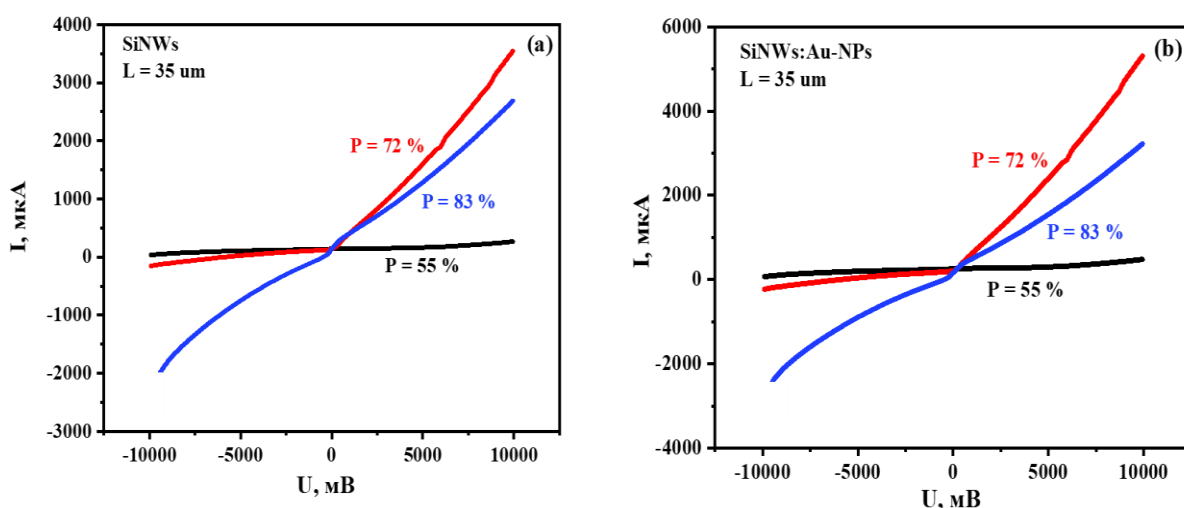 SiNWs
L = 35 um
(a)
4000
3000
2000
1000
0
-1000
-2000
-3000
I, мкА
P = 72 %
P = 83 %
P = 55 %
-10000 -5000 0 5000 10000
U, мВ
SiNWs:Au-NPs
L = 35 um
(b)
6000
4000
2000
0
-2000
-4000
I, мкА
P = 72 %
P = 83 %
P = 55 %
-10000 -5000 0 5000 10000
U, мВ